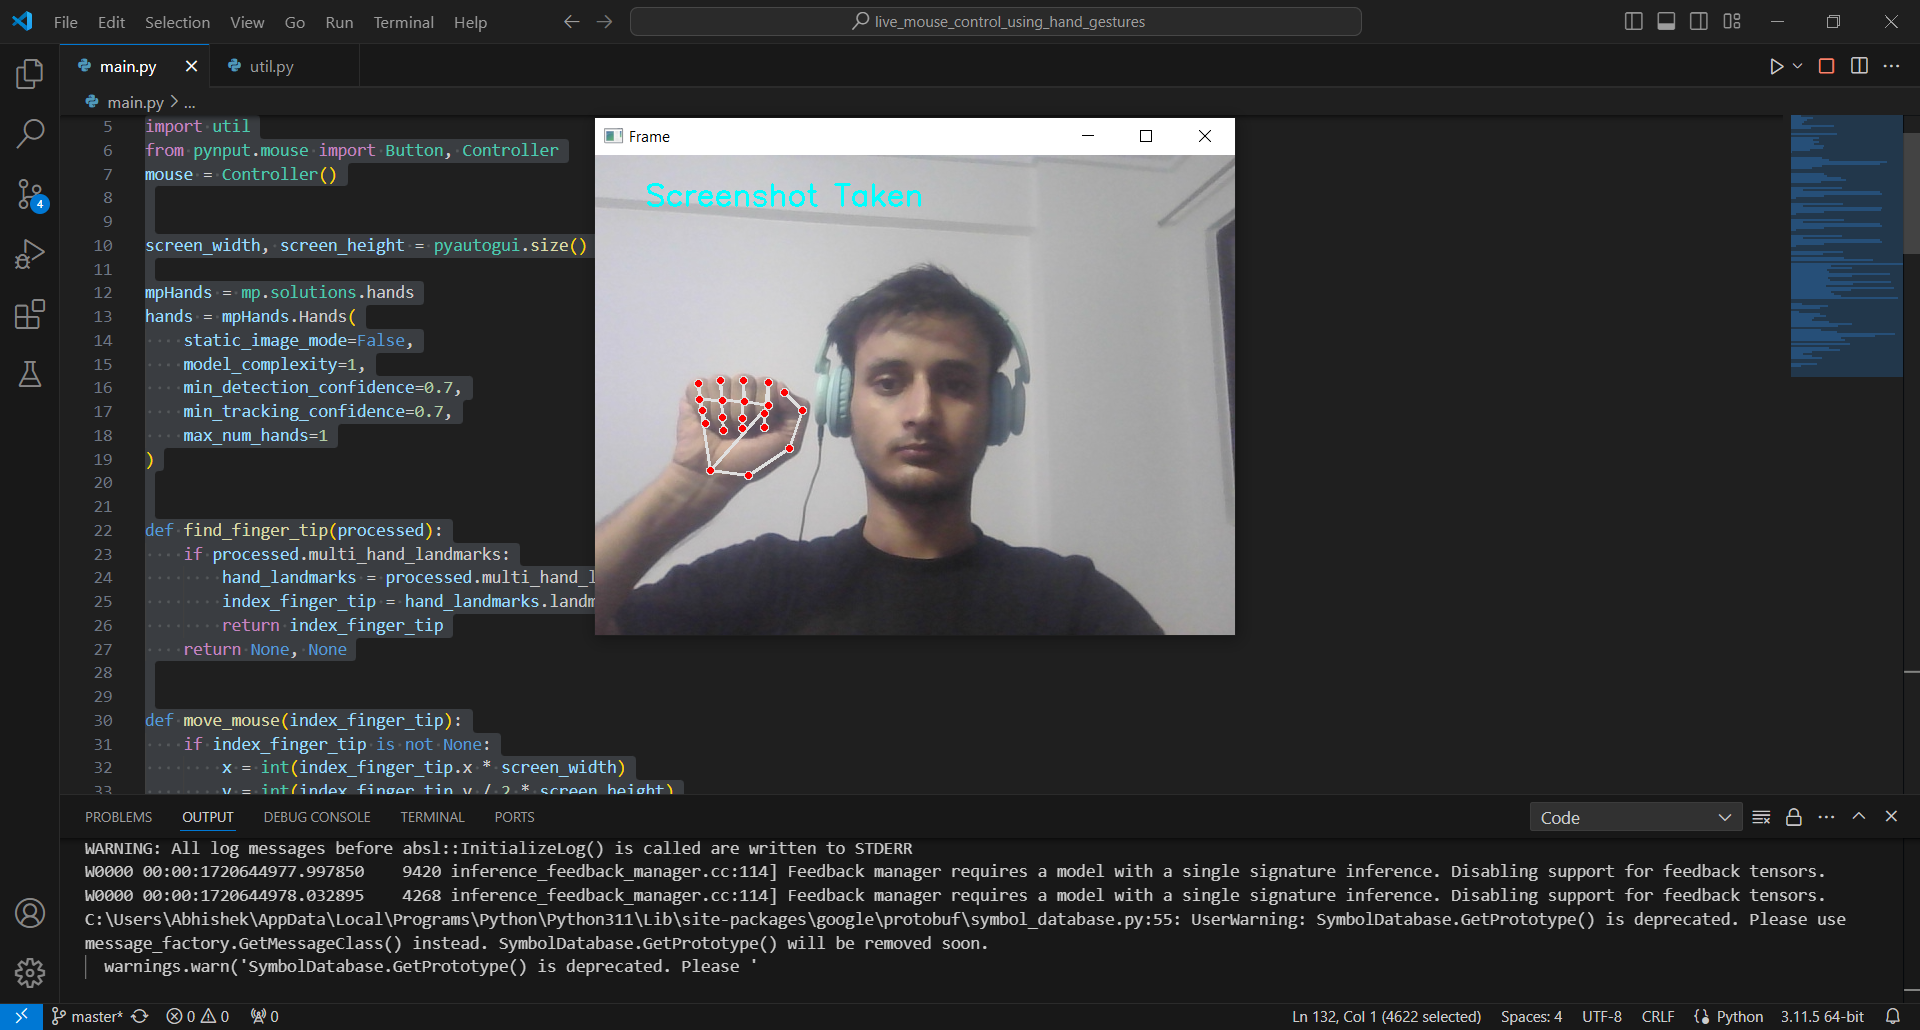 File Edit Selection View Go Run Terminal Help
live_mouse_control_using_hand_gestures
main.py
util.py
main.py > ...
5 import util
6 from pynput.mouse import Button, Controller
7 mouse = Controller()
8
9
10 screen_width, screen_height = pyautogui.size()
11
12 mpHands = mp.solutions.hands
13 hands = mpHands.Hands(
14 static_image_mode=False,
15 model_complexity=1,
16 min_detection_confidence=0.7,
17 min_tracking_confidence=0.7,
18 max_num_hands=1
19 )
20
21
22 def find_finger_tip(processed):
23 if processed.multi_hand_landmarks:
24 hand_landmarks = processed.multi_hand_l
25 index_finger_tip = hand_landmarks.landm
26 return index_finger_tip
27 return None, None
28
29
30 def move_mouse(index_finger_tip):
31 if index_finger_tip is not None:
32 x = int(index_finger_tip.x * screen_width)
33 y = int(index_finger_tip.y / 2 * screen_height)
Frame
Screenshot Taken
4
PROBLEMS OUTPUT DEBUG CONSOLE TERMINAL PORTS
Code
WARNING: All log messages before absl::InitializeLog() is called are written to STDERR
W0000 00:00:1720644977.997850    9420 inference_feedback_manager.cc:114] Feedback manager requires a model with a single signature inference. Disabling support for feedback tensors.
W0000 00:00:1720644978.032895    4268 inference_feedback_manager.cc:114] Feedback manager requires a model with a single signature inference. Disabling support for feedback tensors.
C:\Users\Abhishek\AppData\Local\Programs\Python\Python311\Lib\site-packages\google\protobuf\symbol_database.py:55: UserWarning: SymbolDatabase.GetPrototype() is deprecated. Please use
message_factory.GetMessageClass() instead. SymbolDatabase.GetPrototype() will be removed soon.
warnings.warn('SymbolDatabase.GetPrototype() is deprecated. Please '
master* 0 0 0
Ln 132, Col 1 (4622 selected) Spaces: 4 UTF-8 CRLF Python 3.11.5 64-bit